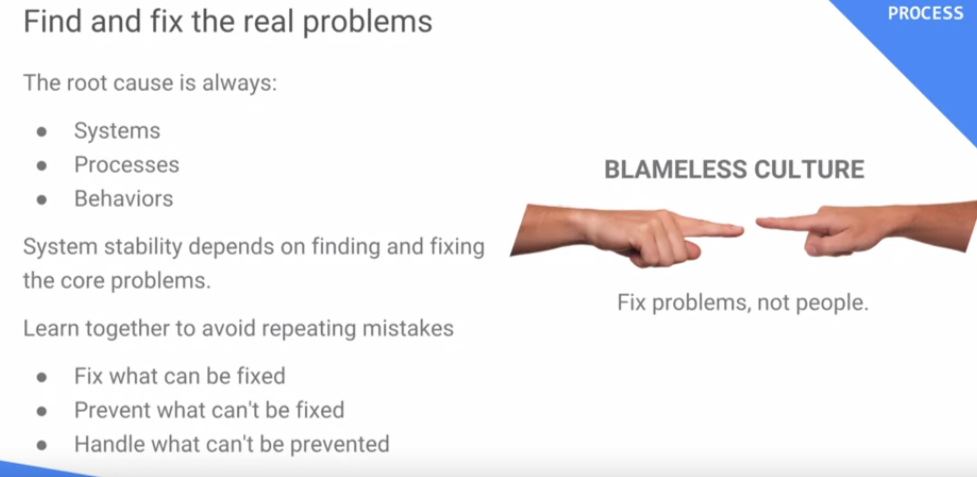 Find and fix the real problems
PROCESS
The root cause is always:
● Systems
● Processes
● Behaviors
System stability depends on finding and fixing
the core problems.
Learn together to avoid repeating mistakes
● Fix what can be fixed
● Prevent what can't be fixed
● Handle what can't be prevented
BLAMELESS CULTURE
Fix problems, not people.